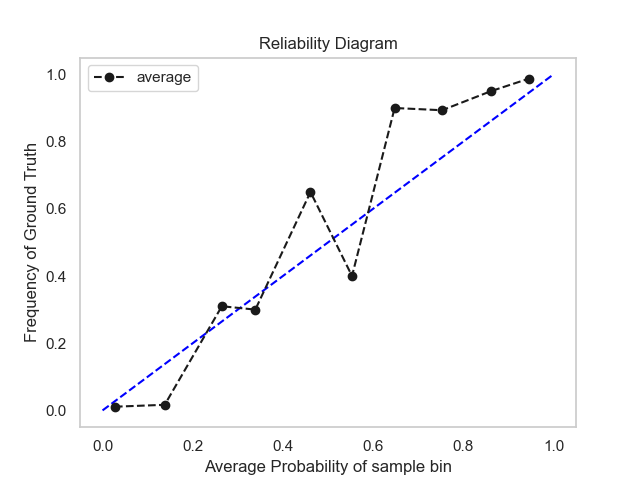 Reliability Diagram
average
Frequency of Ground Truth
1.0
0.8
0.6
0.4
0.2
0.0
0.0 0.2 0.4 0.6 0.8 1.0
Average Probability of sample bin